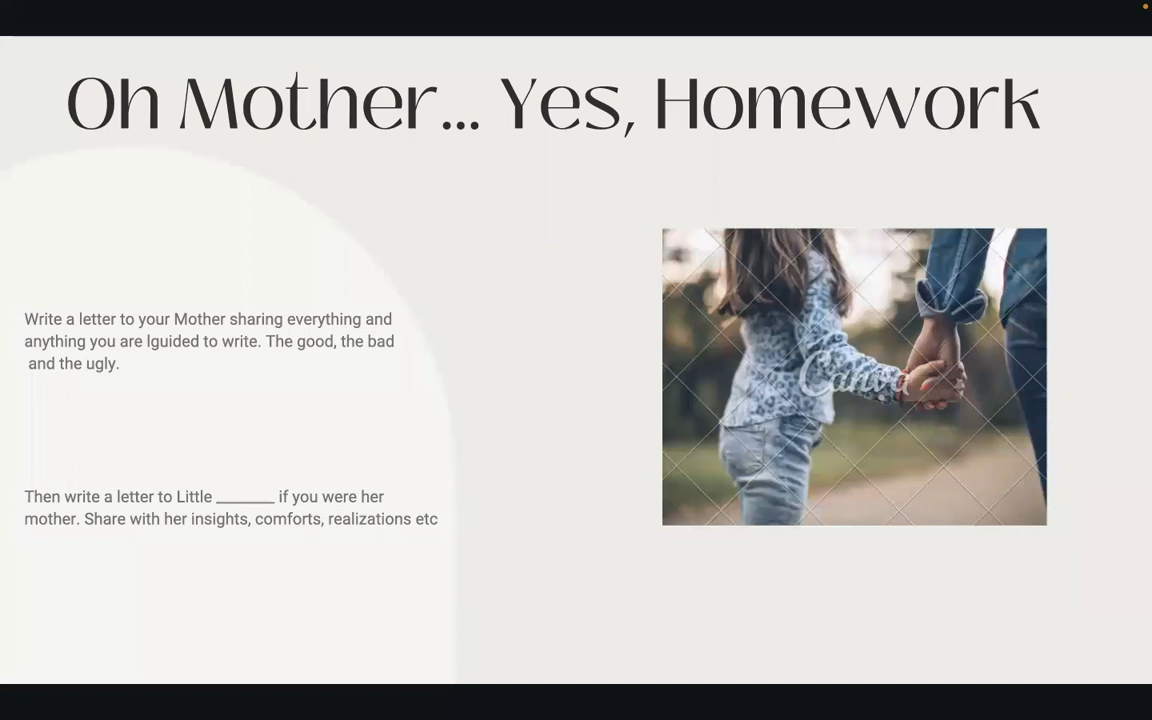 Oh Mother... Yes, Homework
Write a letter to your Mother sharing everything and
anything you are lguided to write. The good, the bad
and the ugly.
Then write a letter to Little _______ if you were her
mother. Share with her insights, comforts, realizations etc
Canva